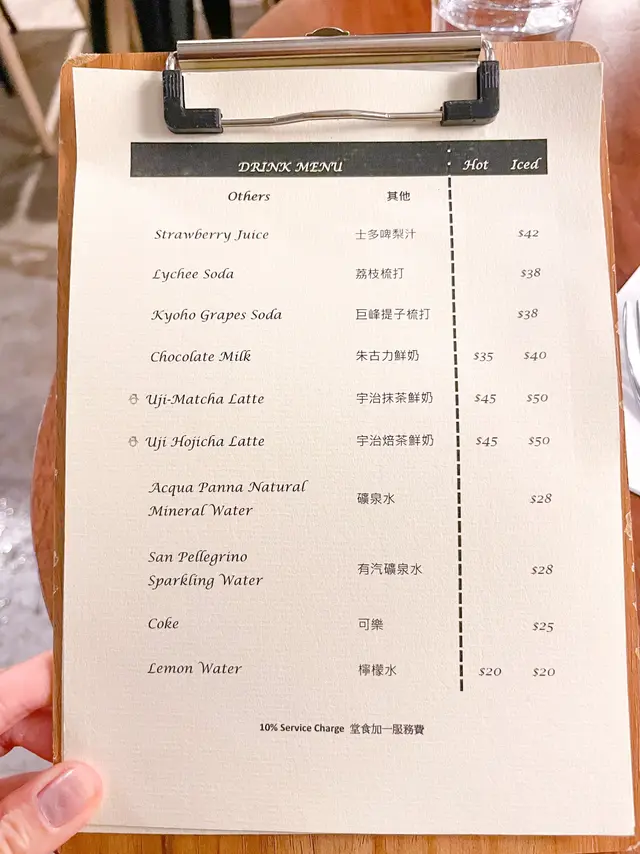 DRINK MENU Hot Iced
Others 其他
Strawberry Juice 士多啤梨汁 $42
Lychee Soda 荔枝梳打 $38
Kyoho Grapes Soda 巨峰提子梳打 $38
Chocolate Milk 朱古力鮮奶 $35 $40
Uji-Matcha Latte 宇治抹茶鮮奶 $45 $50
Uji Hojicha Latte 宇治焙茶鮮奶 $45 $50
Acqua Panna Natural
Mineral Water 礦泉水 $28
San Pellegrino
Sparkling Water 有汽礦泉水 $28
Coke 可樂 $25
Lemon Water 檸檬水 $20 $20
10% Service Charge 堂食加一服務費